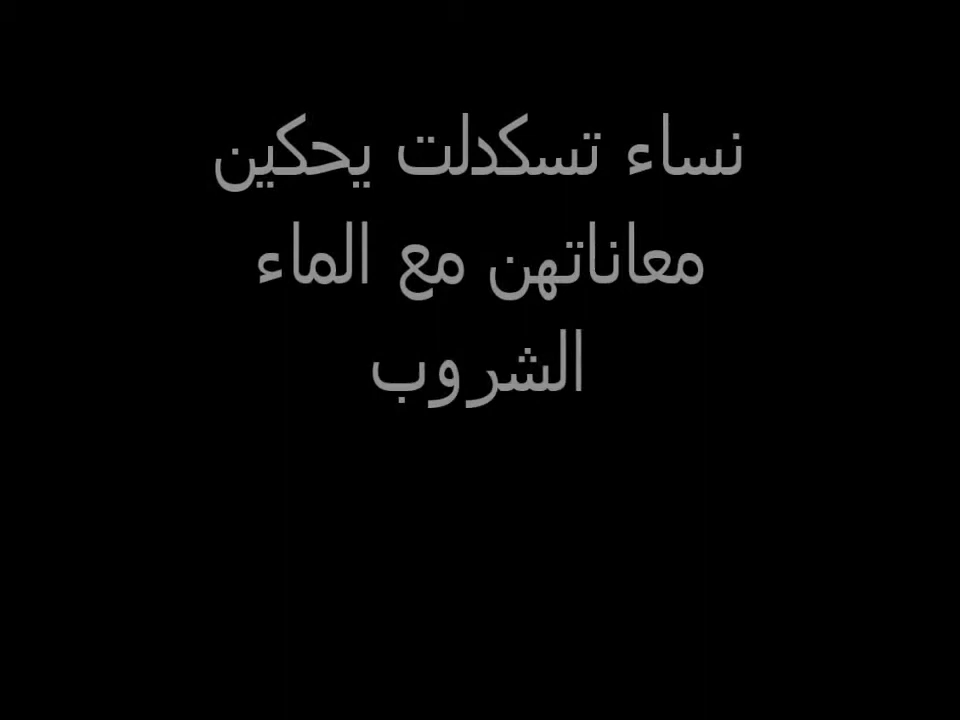 نساء تسكدلت يحكين
معاناتهن مع الماء
الشروب